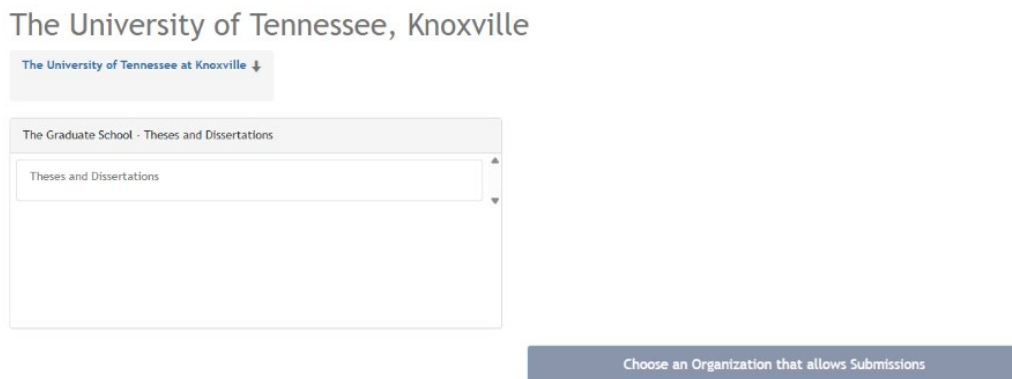 The University of Tennessee, Knoxville
The University of Tennessee at Knoxville
The Graduate School - Theses and Dissertations
Theses and Dissertations
Choose an Organization that allows Submissions